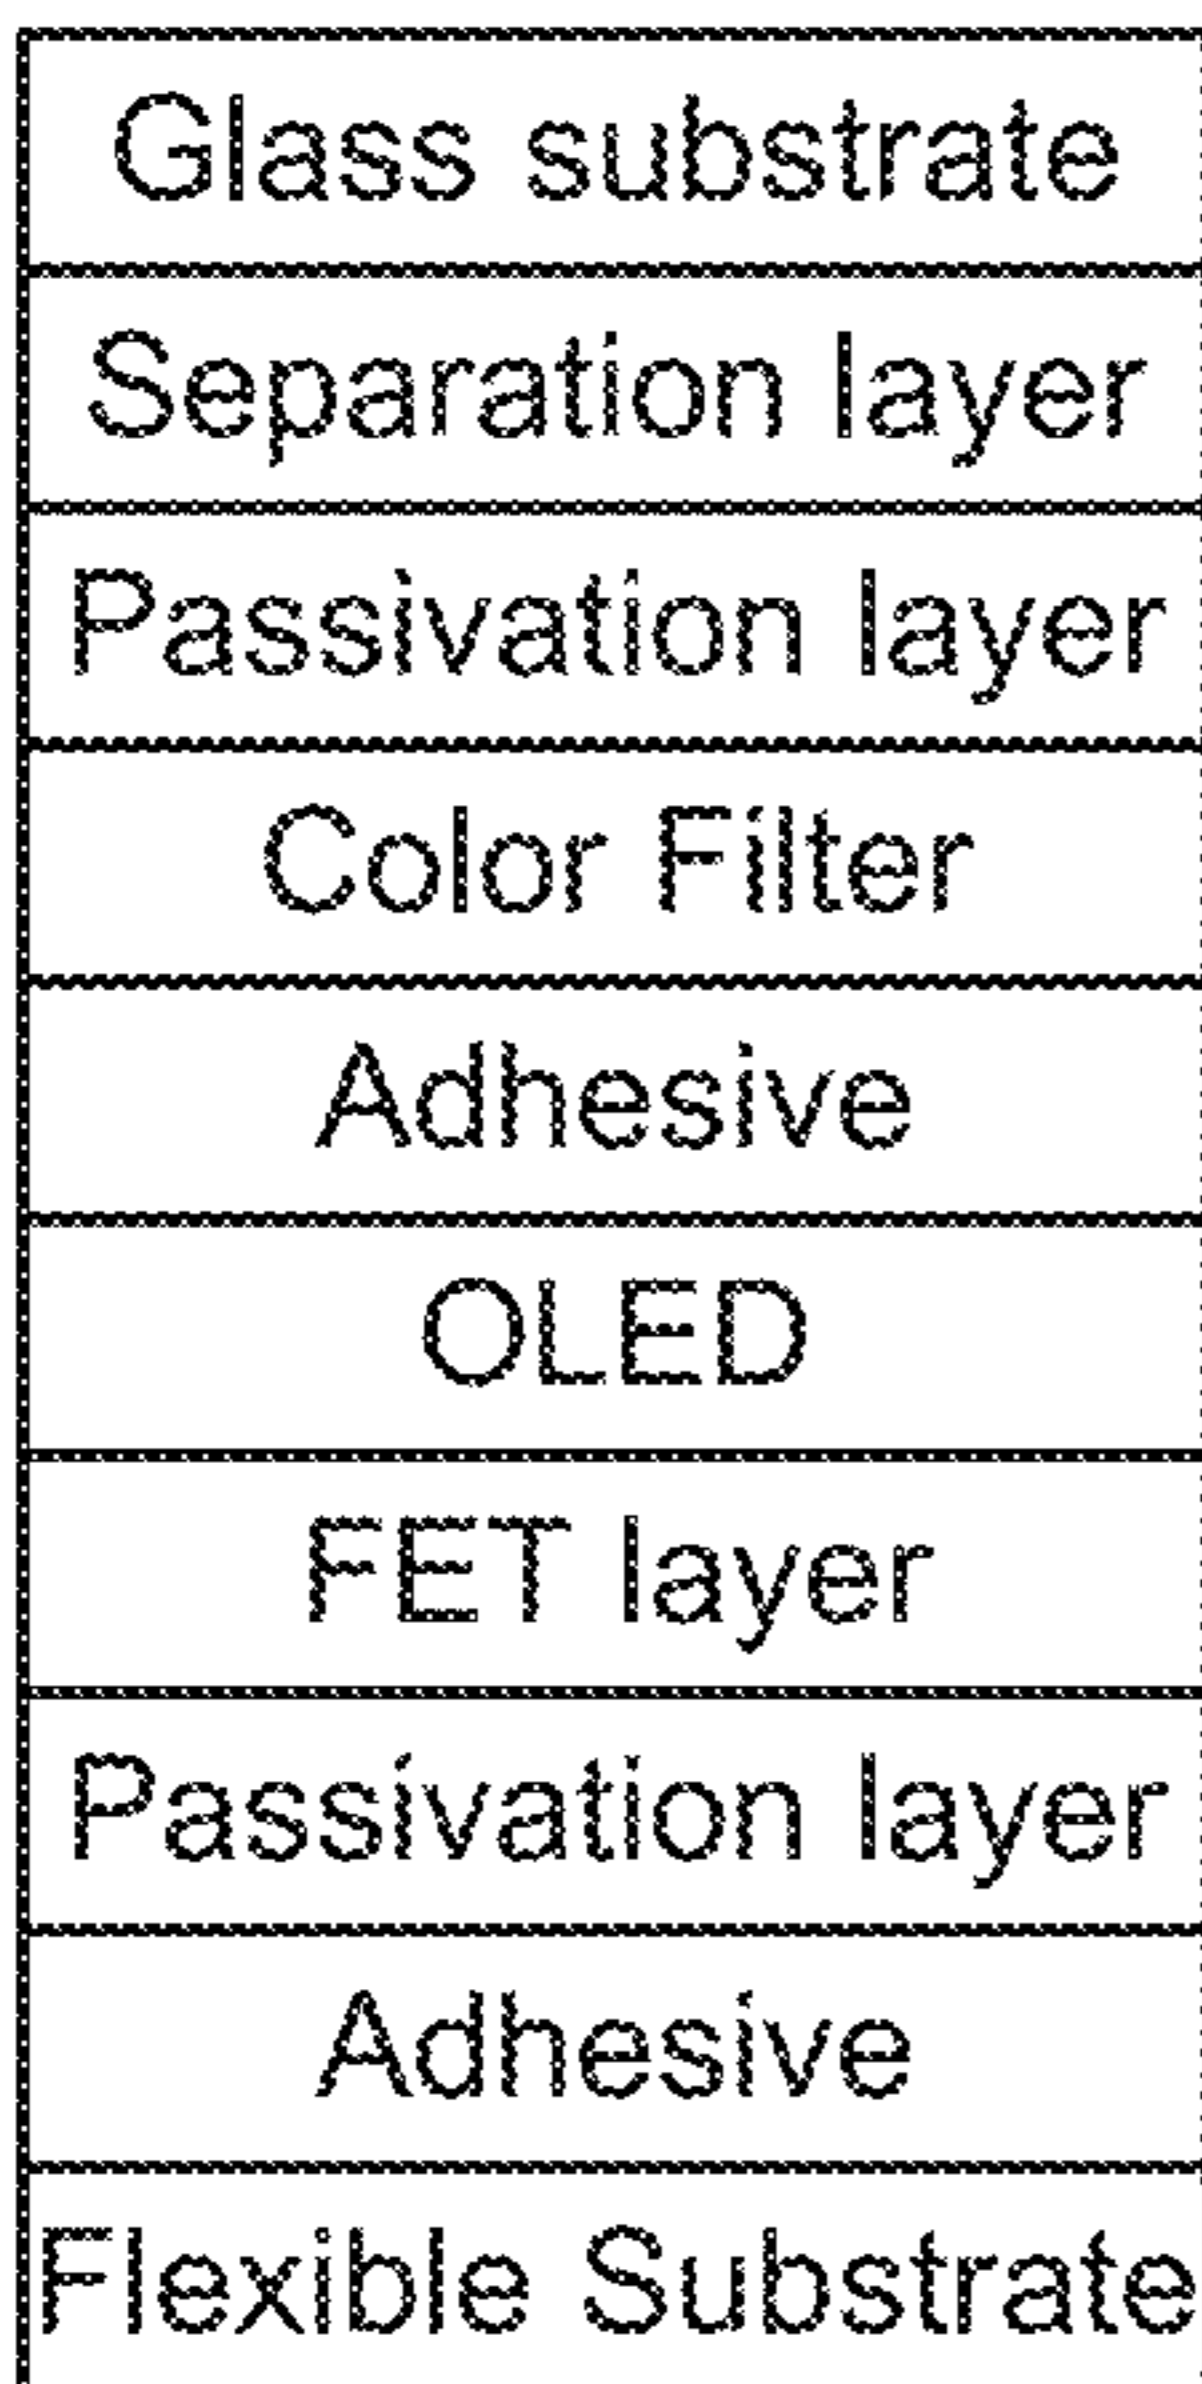 Glass substrate
Separation layer
Passivation layer
Color Filter
Adhesive
OLED
FET layer
Passivation layer
Adhesive
Flexible Substrate